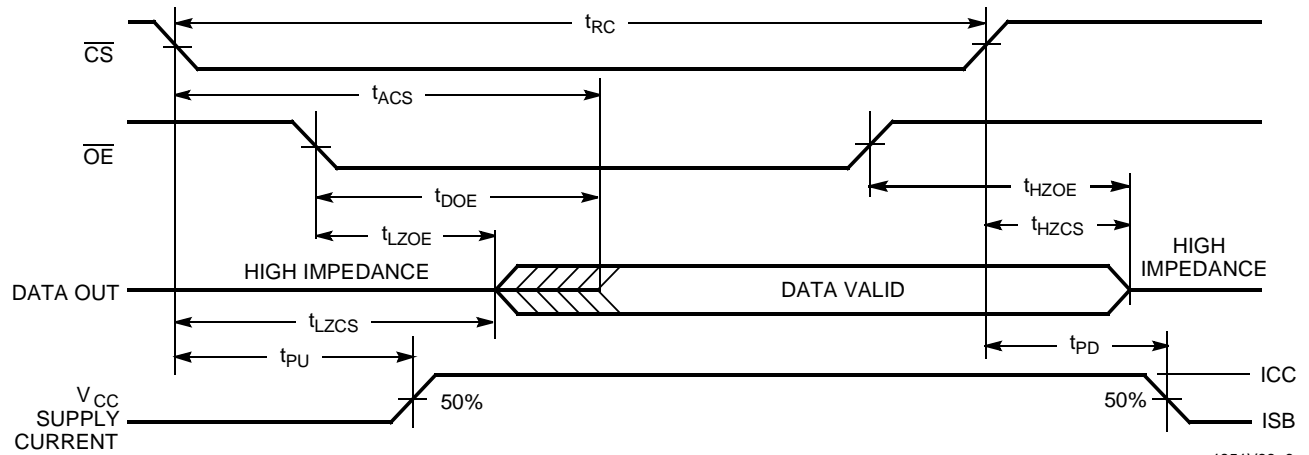 tRC
CS
tACS
OE
tDOE
tHZOE
tLZOE
tHZCS
HIGH IMPEDANCE
HIGH
IMPEDANCE
DATA OUT
DATA VALID
tLZCS
tPU
tPD
VCC
SUPPLY
CURRENT
50%
50%
ICC
ISB